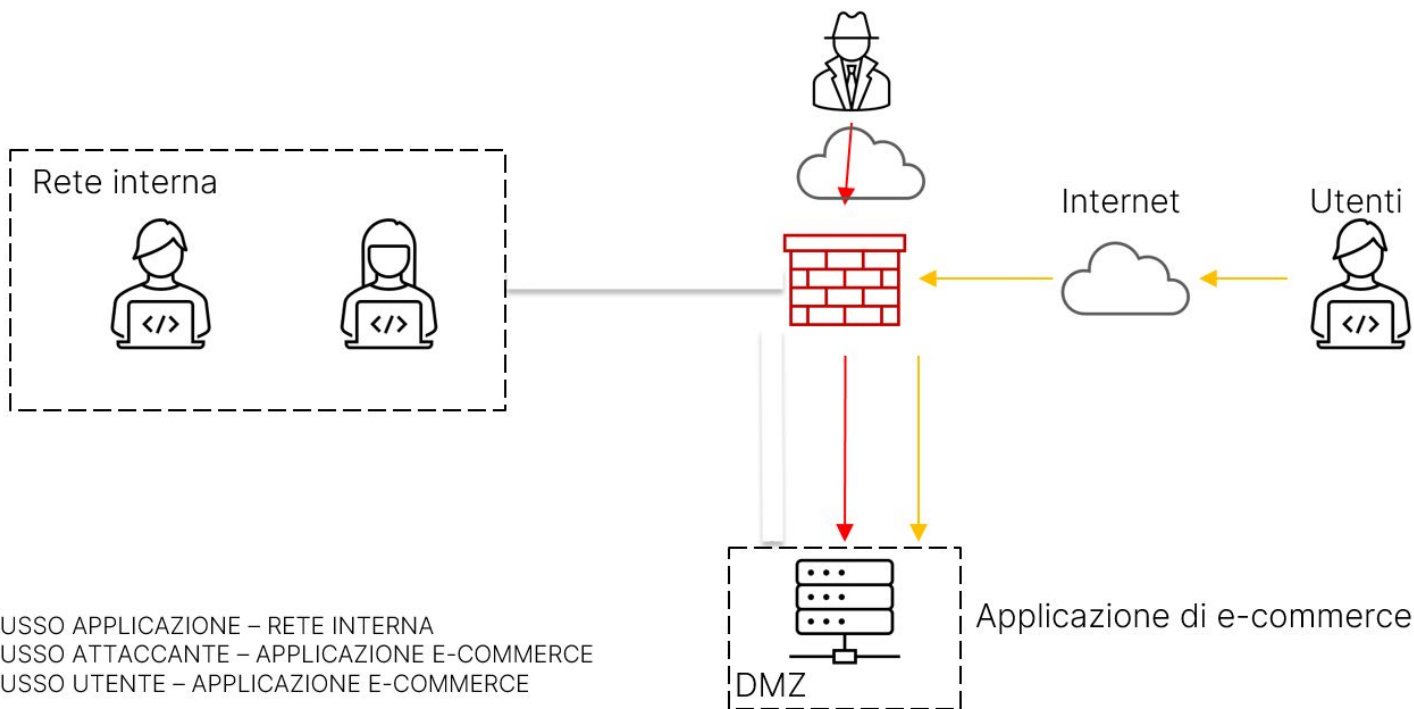 Rete interna
Internet
Utenti
</>
</>
</>
Applicazione di e-commerce
USSO APPLICAZIONE – RETE INTERNA
USSO ATTACCANTE – APPLICAZIONE E-COMMERCE
USSO UTENTE – APPLICAZIONE E-COMMERCE
DMZ